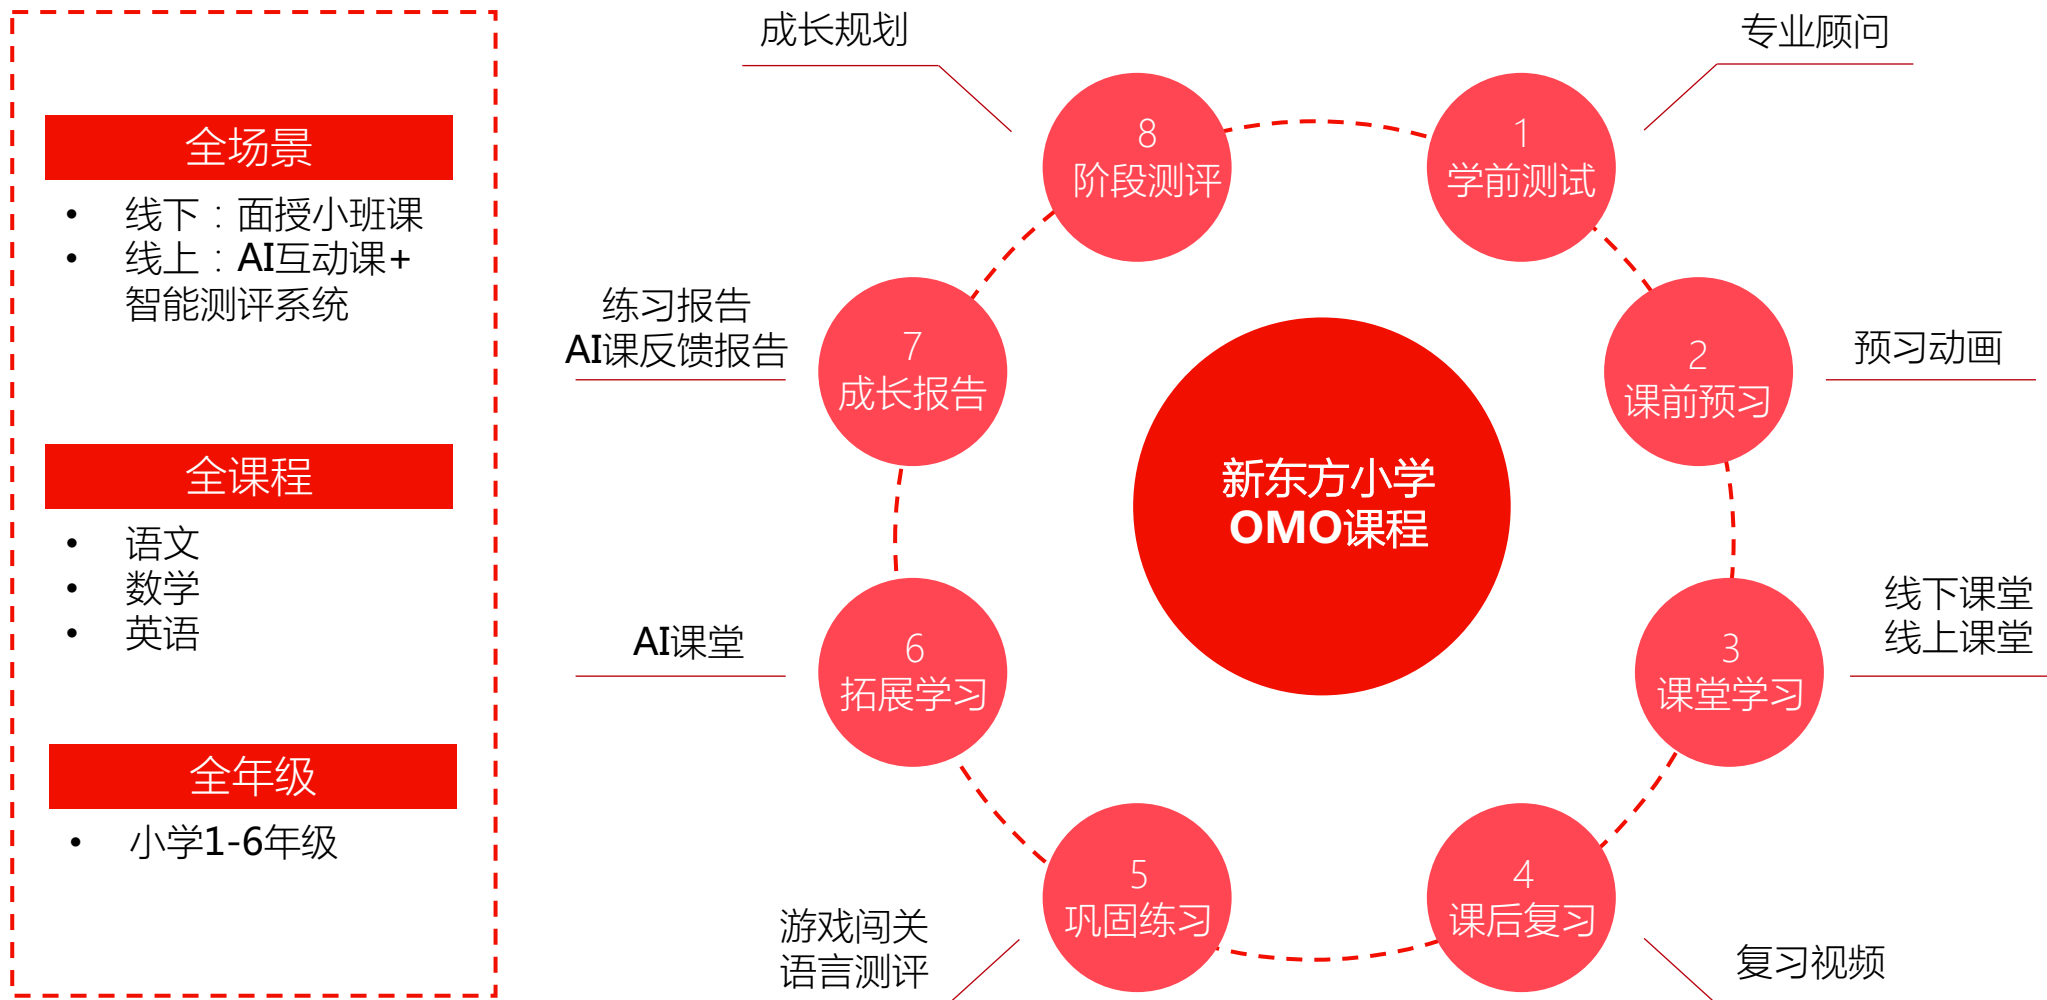 全场景
• 线下：面授小班课
• 线上：AI互动课+
智能测评系统
全课程
• 语文
• 数学
• 英语
全年级
• 小学1-6年级
新东方小学
OMO课程
专业顾问
1
学前测试
预习动画
2
课前预习
线下课堂
线上课堂
3
课堂学习
复习视频
4
课后复习
游戏闯关
语言测评
5
巩固练习
AI课堂
6
拓展学习
练习报告
AI课反馈报告
7
成长报告
成长规划
8
阶段测评